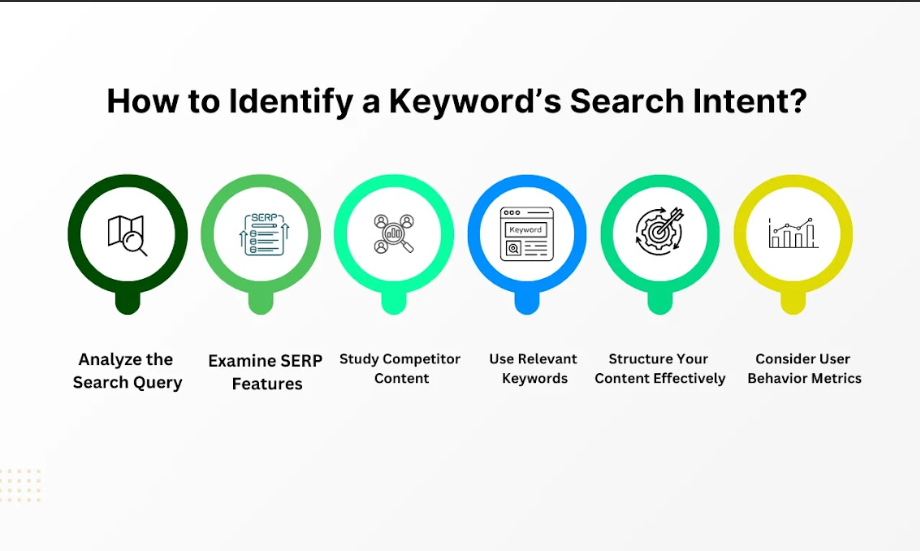 How to Identify a Keyword's Search Intent?
SERP
Keyword
Analyze the
Search Query
Examine SERP
Features
Study Competitor
Content
Use Relevant
Keywords
Structure Your
Content Effectively
Consider User
Behavior Metrics